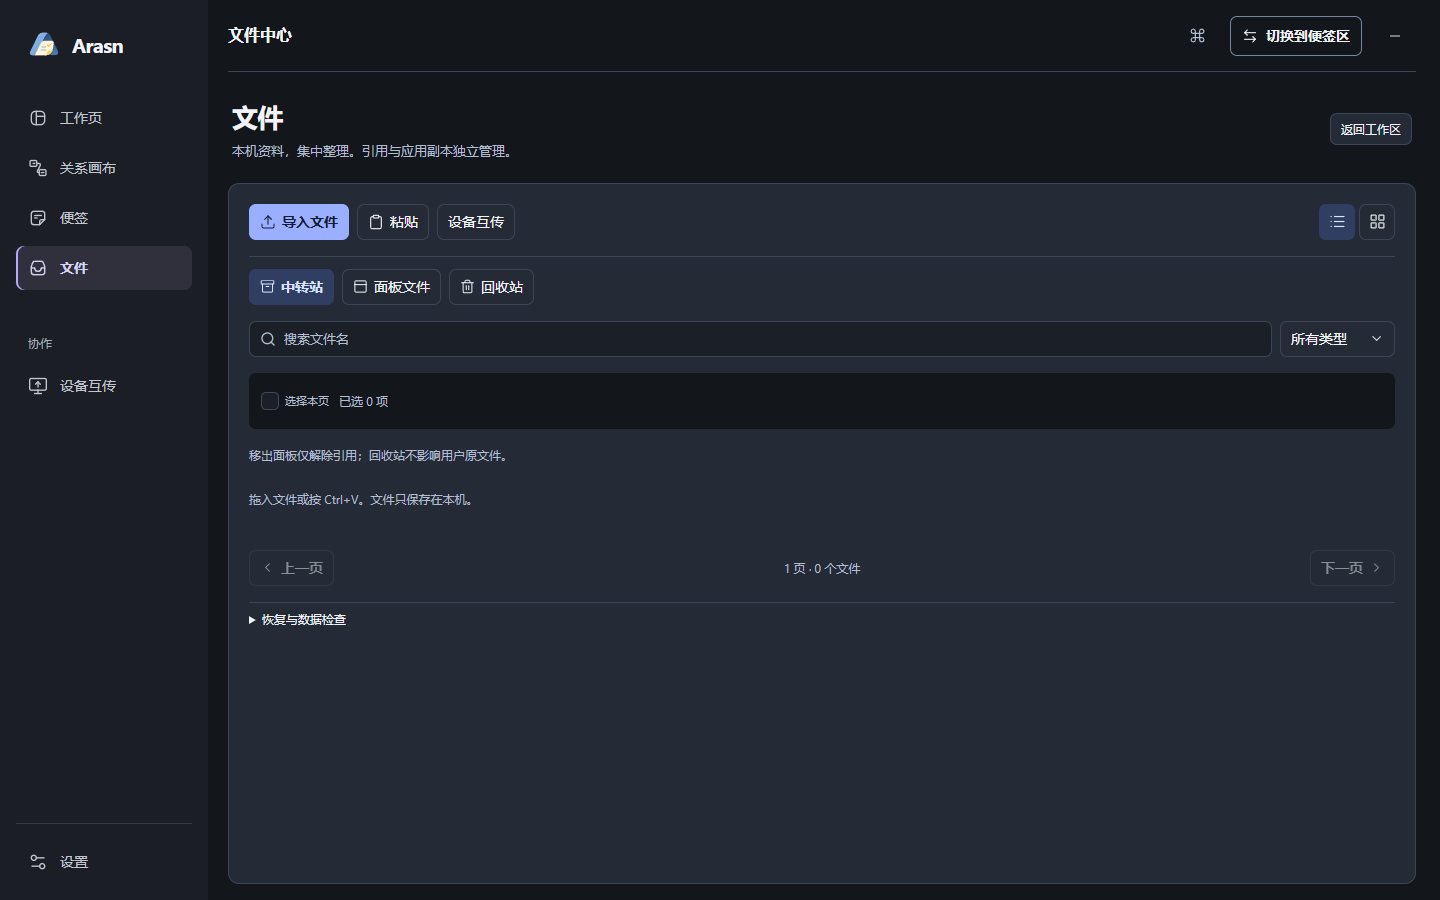 Arasn
工作页
关系画布
便签
文件
协作
设备互传
设置
文件中心
切换到便签区
文件
本机资料，集中整理。引用与应用副本独立管理。
返回工作区
导入文件 粘贴 设备互传
中转站 面板文件 回收站
搜索文件名 所有类型
选择本页 已选 0 项
移出面板仅解除引用；回收站不影响用户原文件。
拖入文件或按 Ctrl+V。文件只保存在本机。
上一页 1 页 · 0 个文件 下一页
恢复与数据检查